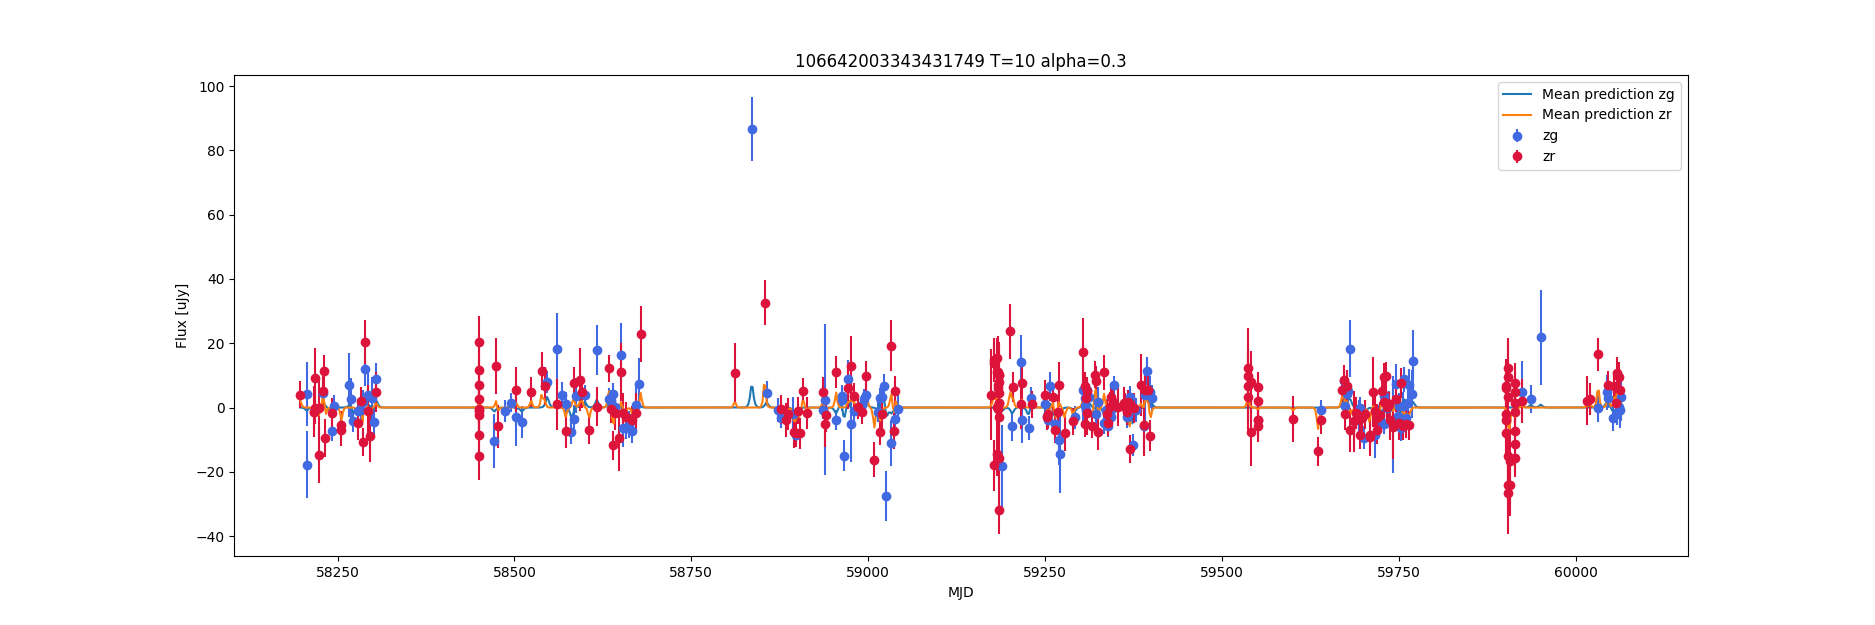 106642003343431749 T=10 alpha=0.3
Mean prediction zg
Mean prediction zr
zg
zr
Flux [uJy]
100
80
60
40
20
0
−20
−40
58250 58500 58750 59000 59250 59500 59750 60000
MJD